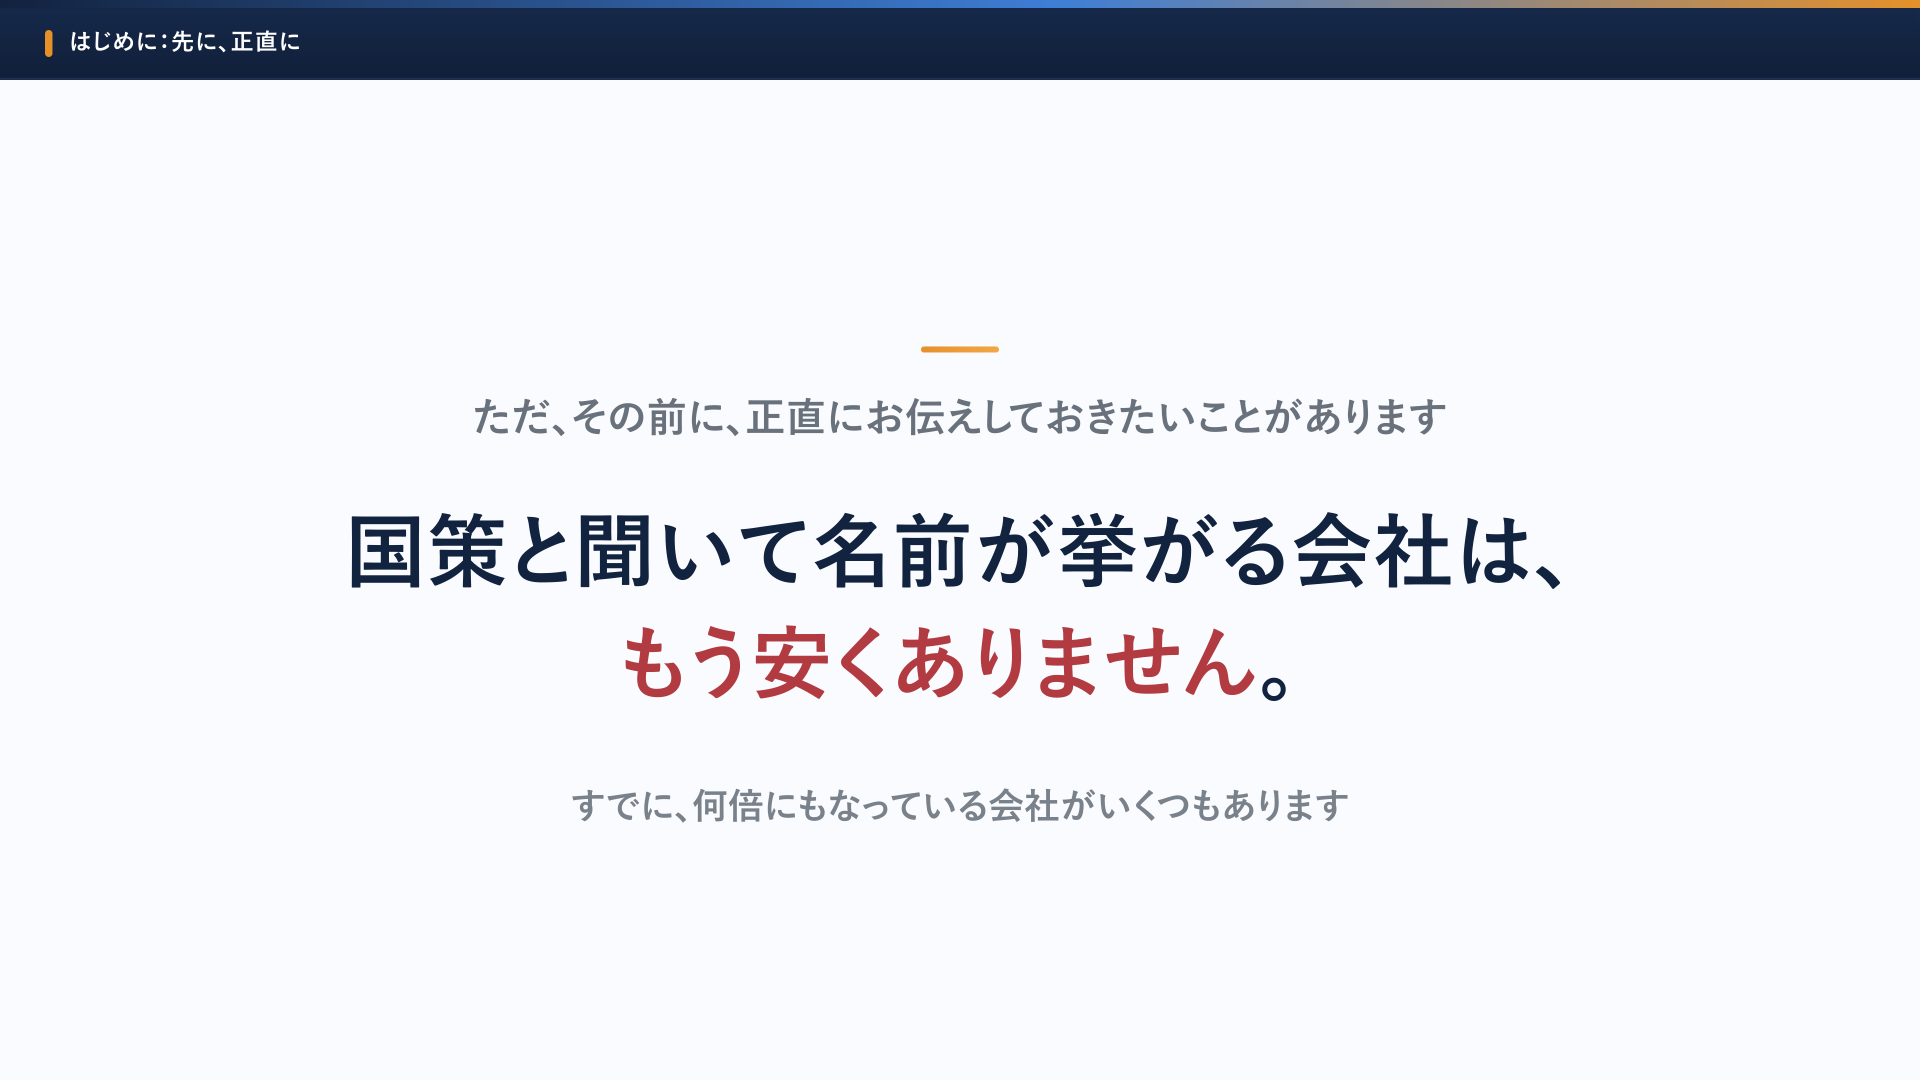 はじめに：先に、正直に
ただ、その前に、正直にお伝えしておきたいことがあります
国策と聞いて名前が挙がる会社は、
もう安くありません。
すでに、何倍にもなっている会社がいくつもあります